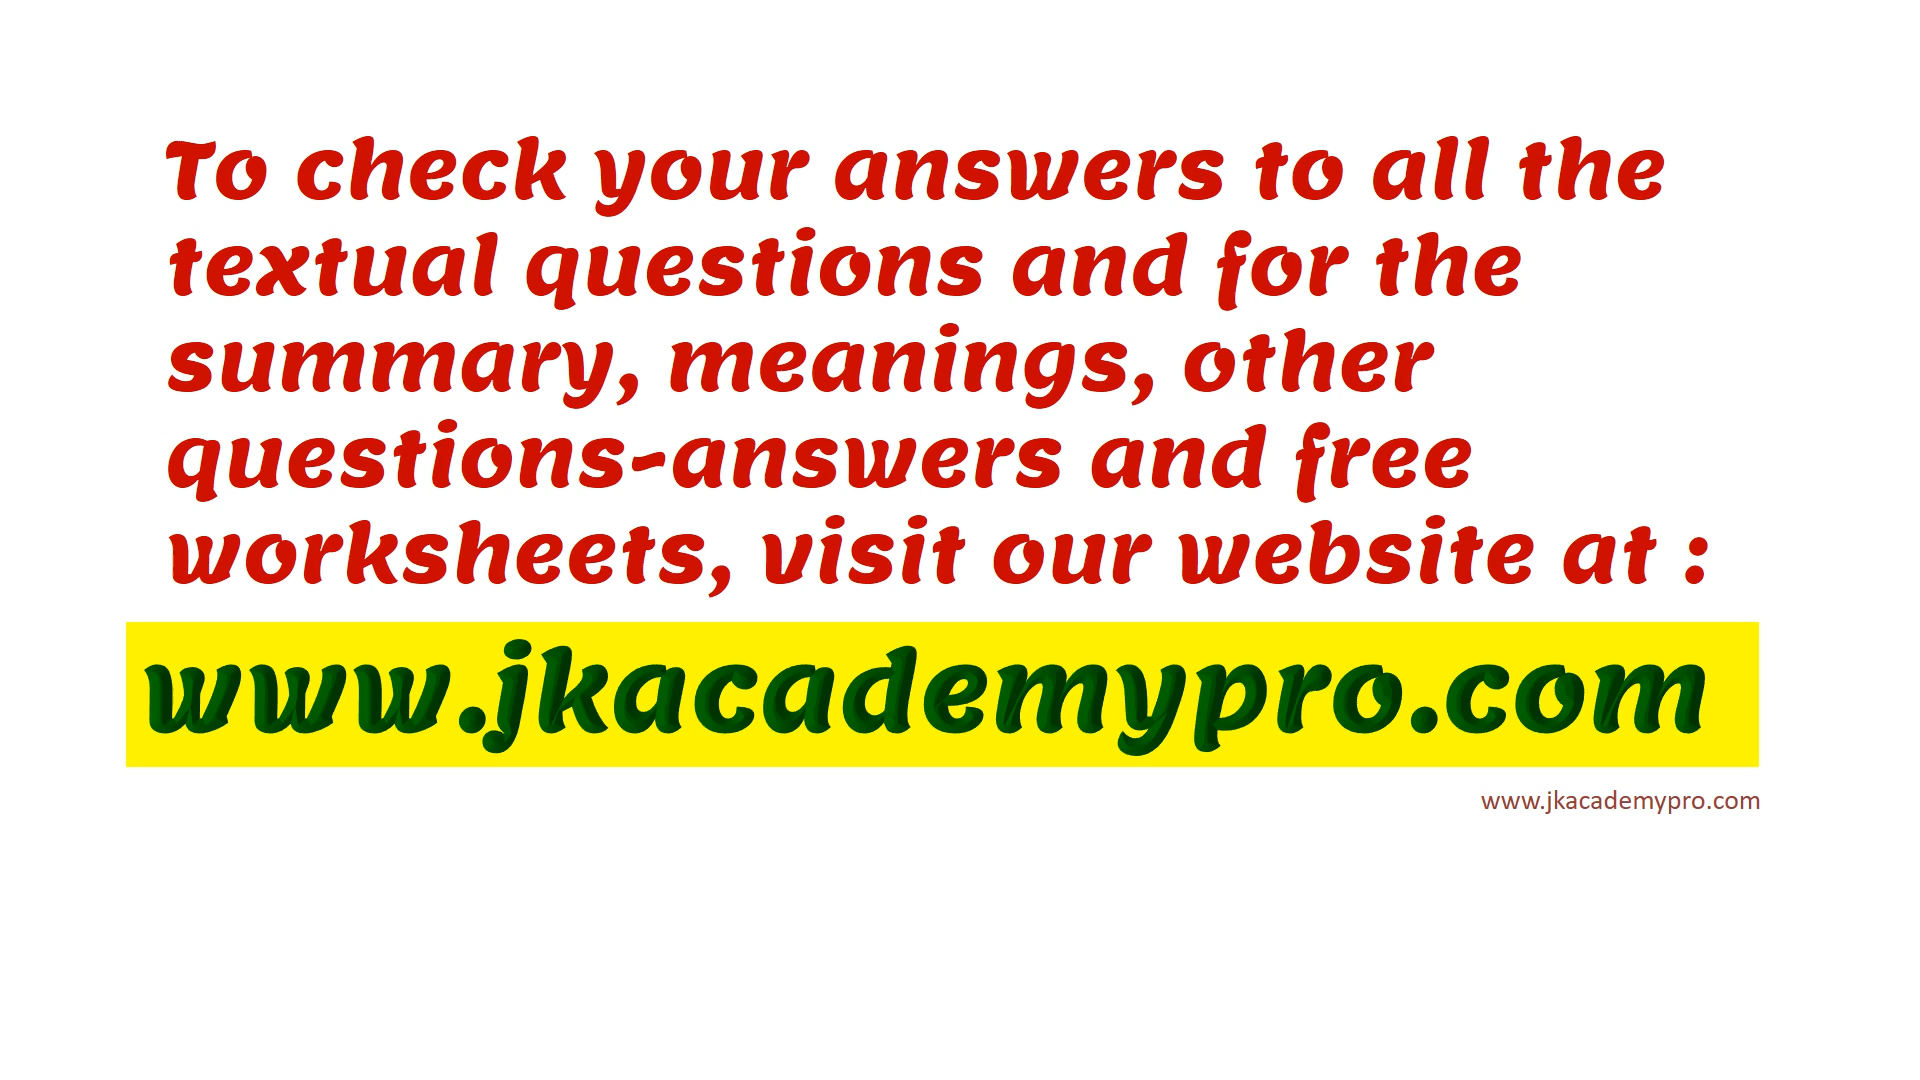 To check your answers to all the
textual questions and for the
summary, meanings, other
questions-answers and free
worksheets, visit our website at :
www.jkacademypro.com
www.jkacademypro.com